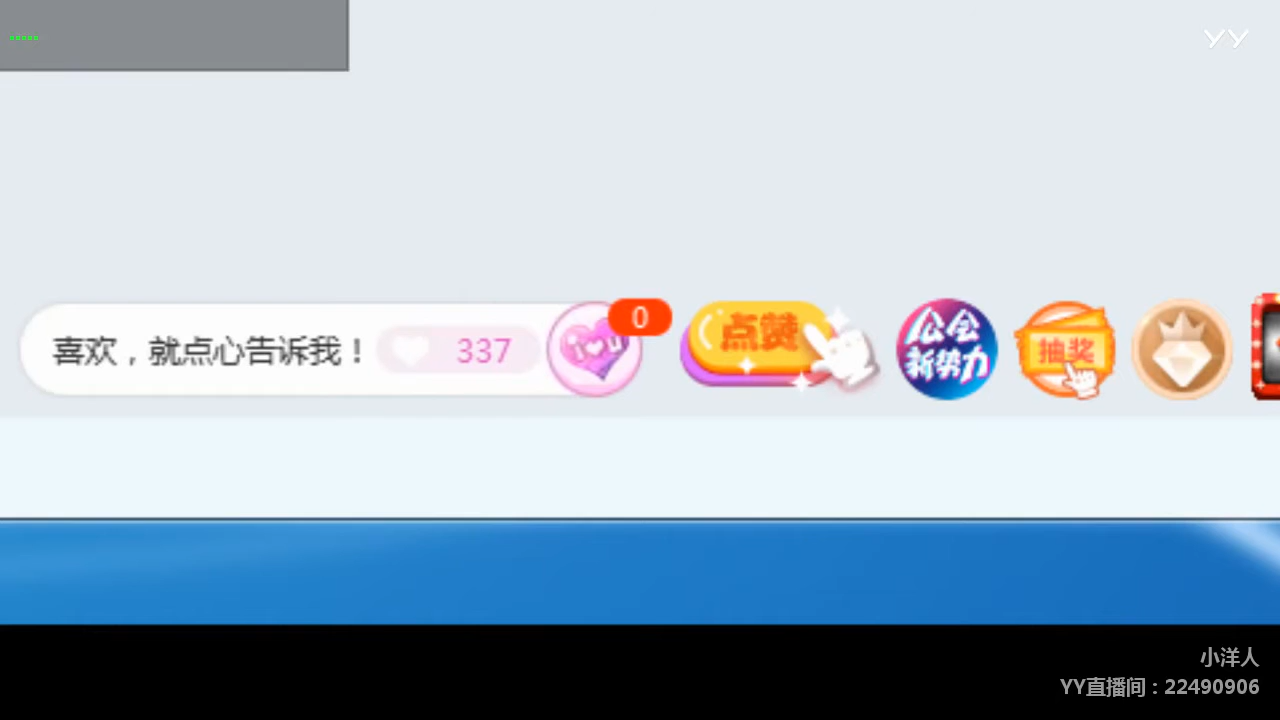 YY
喜欢，就点心告诉我！ 337
i u
0
点赞
公会
新势力
抽奖
小洋人
YY直播间：22490906